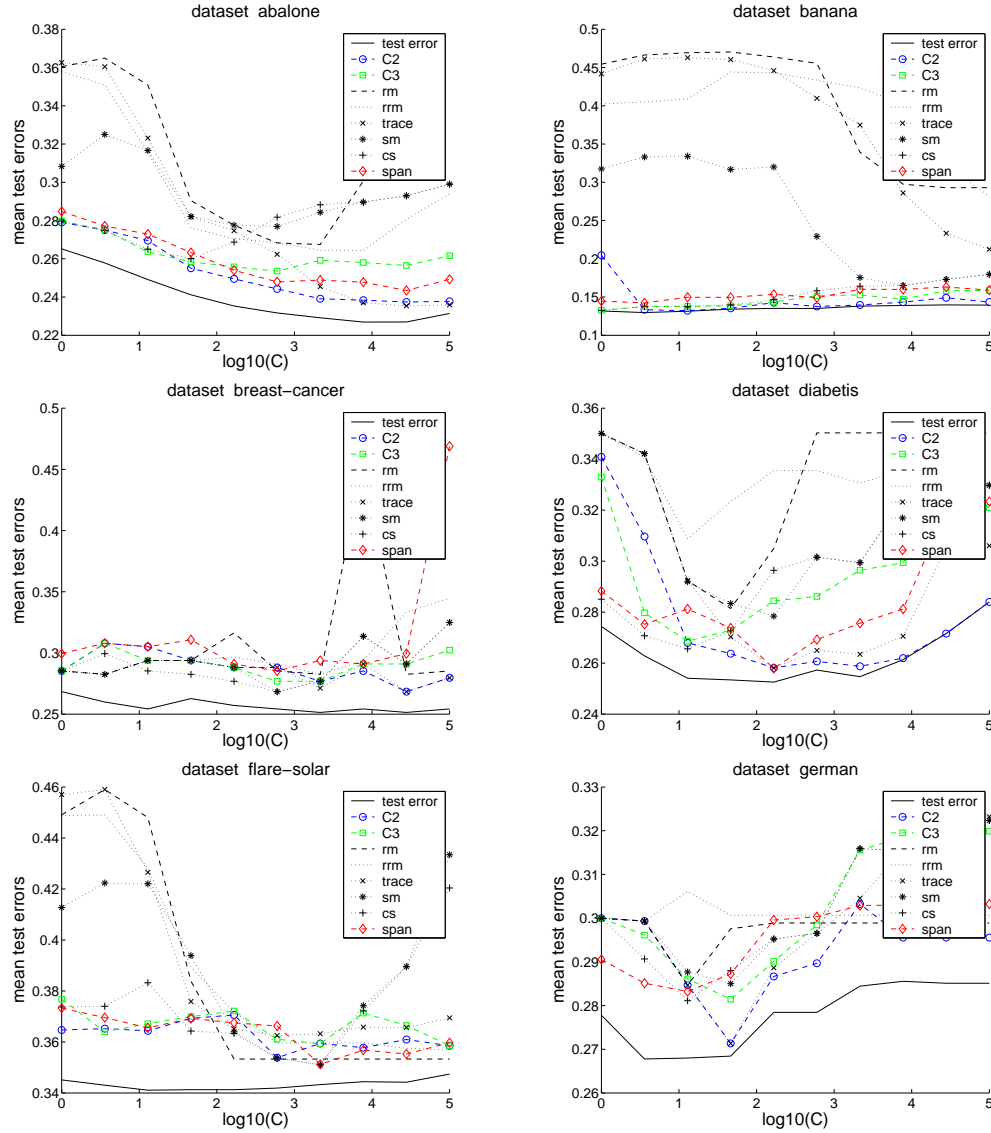 dataset abalone
0.38
0.36
0.34
0.32
0.3
0.28
0.26
0.24
0.22
0
1
2
3
4
5
log10(C)
mean test errors
test error
C2
C3
rm
rrm
trace
sm
cs
span
dataset banana
0.5
0.45
0.4
0.35
0.3
0.25
0.2
0.15
0.1
0
1
2
3
4
5
log10(C)
mean test errors
test error
C2
C3
rm
rrm
trace
sm
cs
span
dataset breast−cancer
0.5
0.45
0.4
0.35
0.3
0.25
0
1
2
3
4
5
log10(C)
mean test errors
test error
C2
C3
rm
rrm
trace
sm
cs
span
dataset diabetis
0.36
0.34
0.32
0.3
0.28
0.26
0.24
0
1
2
3
4
5
log10(C)
mean test errors
test error
C2
C3
rm
rrm
trace
sm
cs
span
dataset flare−solar
0.46
0.44
0.42
0.4
0.38
0.36
0.34
0
1
2
3
4
5
log10(C)
mean test errors
test error
C2
C3
rm
rrm
trace
sm
cs
span
dataset german
0.33
0.32
0.31
0.3
0.29
0.28
0.27
0.26
0
1
2
3
4
5
log10(C)
mean test errors
test error
C2
C3
rm
rrm
trace
sm
cs
span